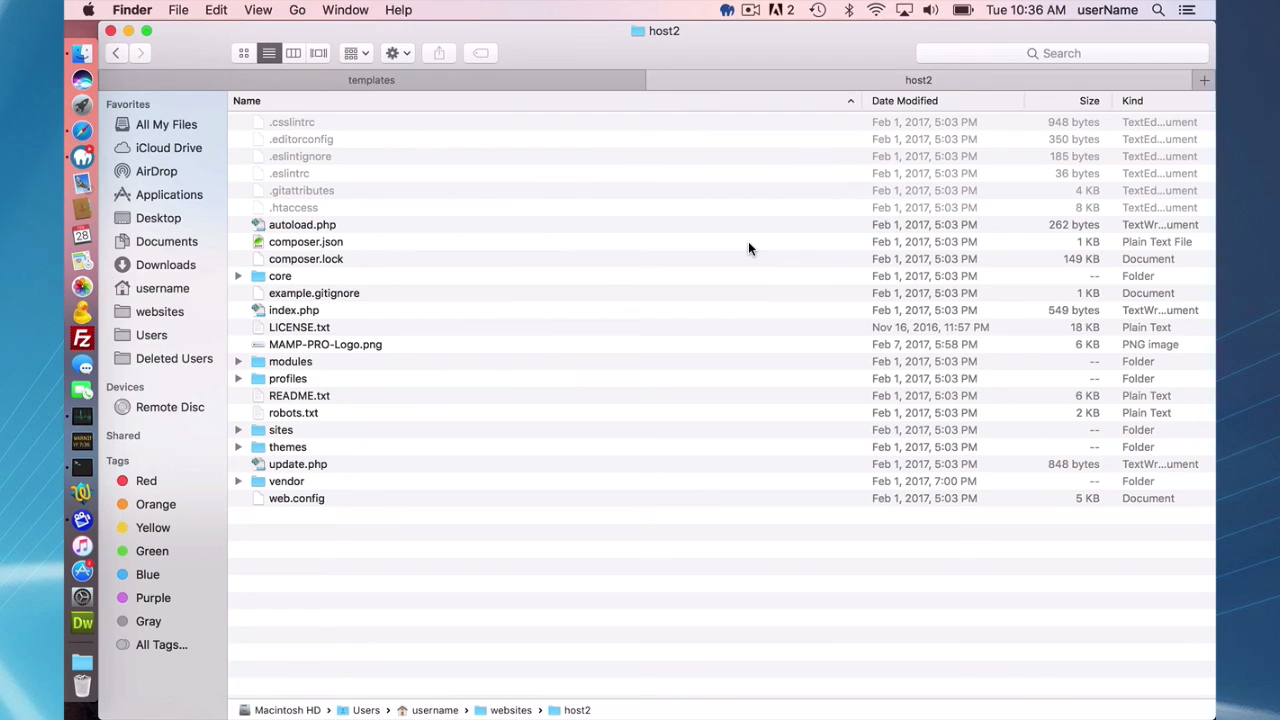 Finder File Edit View Go Window Help 2 Tue 10:36 AM userName
host2
Search
templates host2 +
Favorites
All My Files
iCloud Drive
AirDrop
Applications
Desktop
Documents
Downloads
username
websites
Users
Deleted Users
Devices
Remote Disc
Shared
Tags
Red
Orange
Yellow
Green
Blue
Purple
Gray
All Tags...
Name Date Modified Size Kind
.csslintrc Feb 1, 2017, 5:03 PM 948 bytes TextEd...ument
.editorconfig Feb 1, 2017, 5:03 PM 350 bytes TextEd...ument
.eslintignore Feb 1, 2017, 5:03 PM 185 bytes TextEd...ument
.eslintrc Feb 1, 2017, 5:03 PM 36 bytes TextEd...ument
.gitattributes Feb 1, 2017, 5:03 PM 4 KB TextEd...ument
.htaccess Feb 1, 2017, 5:03 PM 8 KB TextEd...ument
autoload.php Feb 1, 2017, 5:03 PM 262 bytes TextWr...ument
composer.json Feb 1, 2017, 5:03 PM 1 KB Plain Text File
composer.lock Feb 1, 2017, 5:03 PM 149 KB Document
core Feb 1, 2017, 5:03 PM -- Folder
example.gitignore Feb 1, 2017, 5:03 PM 1 KB Document
index.php Feb 1, 2017, 5:03 PM 549 bytes TextWr...ument
LICENSE.txt Nov 16, 2016, 11:57 PM 18 KB Plain Text
MAMP-PRO-Logo.png Feb 7, 2017, 5:58 PM 6 KB PNG image
modules Feb 1, 2017, 5:03 PM -- Folder
profiles Feb 1, 2017, 5:03 PM -- Folder
README.txt Feb 1, 2017, 5:03 PM 6 KB Plain Text
robots.txt Feb 1, 2017, 5:03 PM 2 KB Plain Text
sites Feb 1, 2017, 5:03 PM -- Folder
themes Feb 1, 2017, 5:03 PM -- Folder
update.php Feb 1, 2017, 5:03 PM 848 bytes TextWr...ument
vendor Feb 1, 2017, 7:00 PM -- Folder
web.config Feb 1, 2017, 5:03 PM 5 KB Document
Macintosh HD Users username websites host2
FEB
28
Fz
Dw